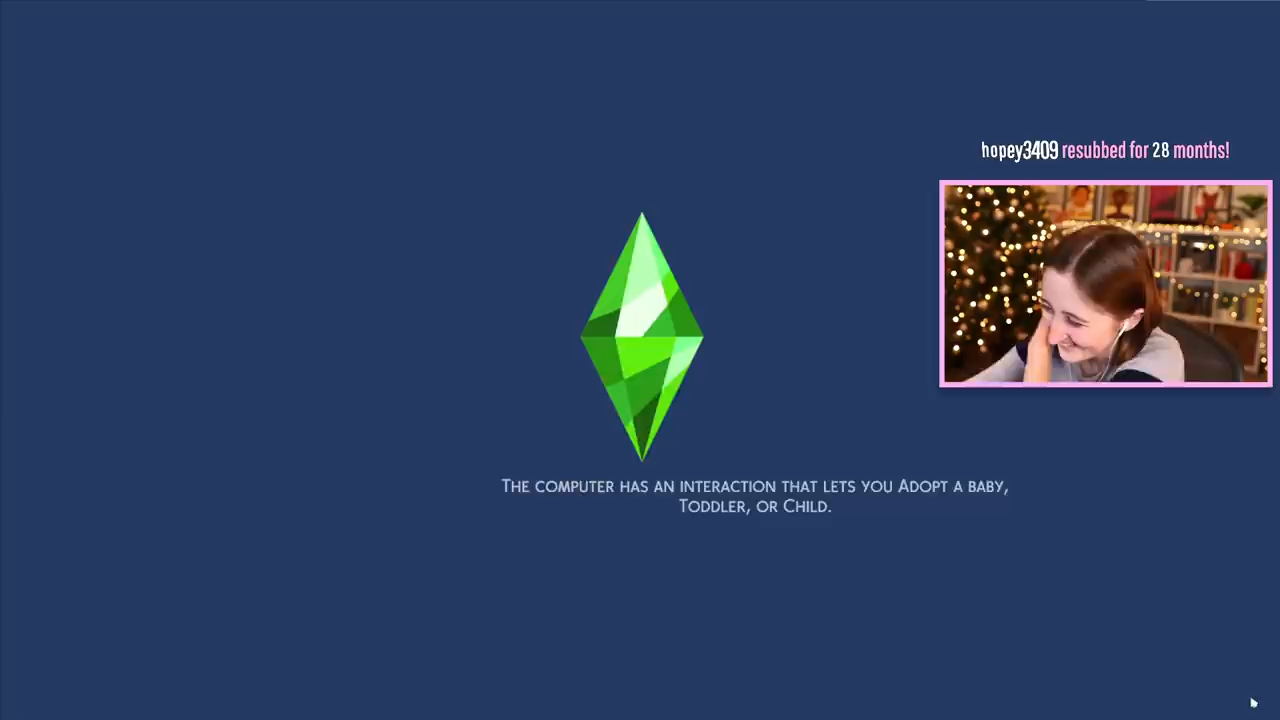 hopey3409 resubbed for 28 months!
The computer has an interaction that lets you Adopt a baby,
Toddler, or Child.